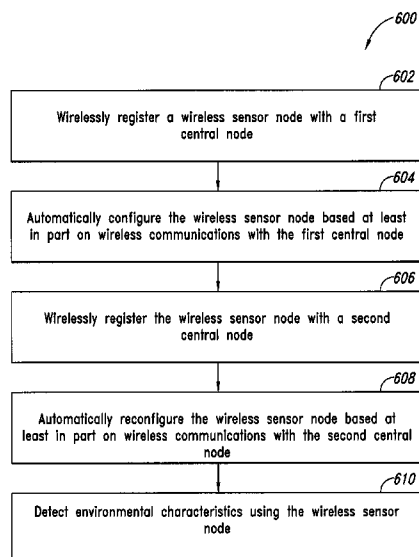 600
602
Wirelessly register a wireless sensor node with a first
central node
604
Automatically configure the wireless sensor node based at least
in part on wireless communications with the first central node
606
Wirelessly register the wireless sensor node with a second
central node
608
Automatically reconfigure the wireless sensor node based at
least in part on wireless communications with the second central
node
610
Detect environmental characteristics using the wireless sensor
node